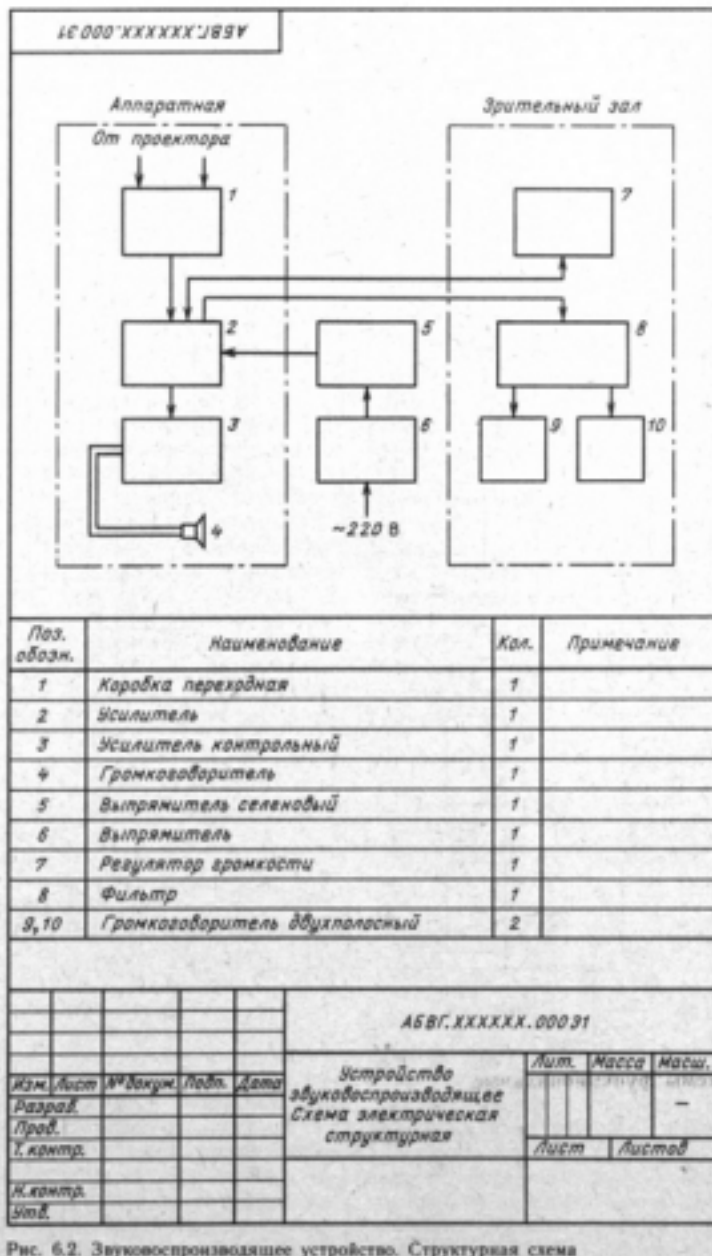 АБВГ.XXXXXX.000 31
Аппаратная
Зрительный зал
От проектора
1
7
2
5
8
3
6
9
10
4
~220 В
Поз. обозн. Наименование Кол. Примечание
1 Коробка переходная 1
2 Усилитель 1
3 Усилитель контрольный 1
4 Громкоговоритель 1
5 Выпрямитель селеновый 1
6 Выпрямитель 1
7 Регулятор громкости 1
8 Фильтр 1
9,10 Громкоговоритель двухполосный 2
АБВГ.XXXXXX.000 31
Изм. Лист № докум. Подп. Дата
Разраб.
Пров.
Т. контр.
Н. контр.
Утв.
Устройство
звуковоспроизводящее
Схема электрическая
структурная
Лит. Масса Масш.
–
Лист Листов
Рис. 6.2. Звуковоспроизводящее устройство. Структурная схема